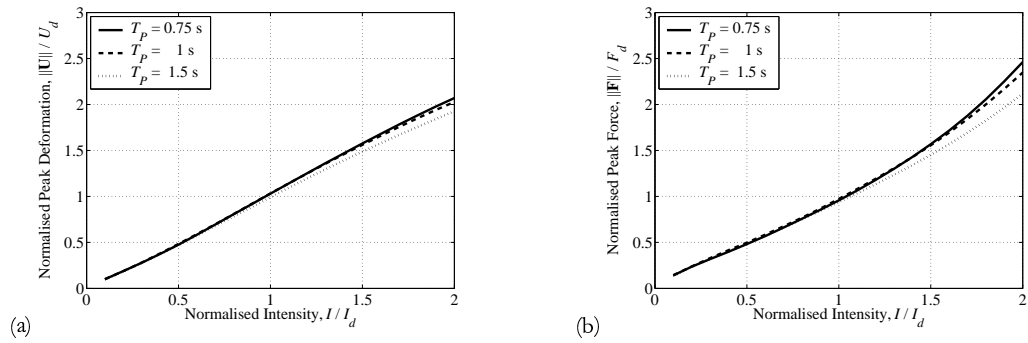 3
2.5
2
1.5
1
0.5
0
Normalised Peak Deformation, ||U|| / U_d
T_P = 0.75 s
T_P = 1 s
T_P = 1.5 s
0 0.5 1 1.5 2
Normalised Intensity, I / I_d
(a)
3
2.5
2
1.5
1
0.5
0
Normalised Peak Force, ||F|| / F_d
T_P = 0.75 s
T_P = 1 s
T_P = 1.5 s
0 0.5 1 1.5 2
Normalised Intensity, I / I_d
(b)